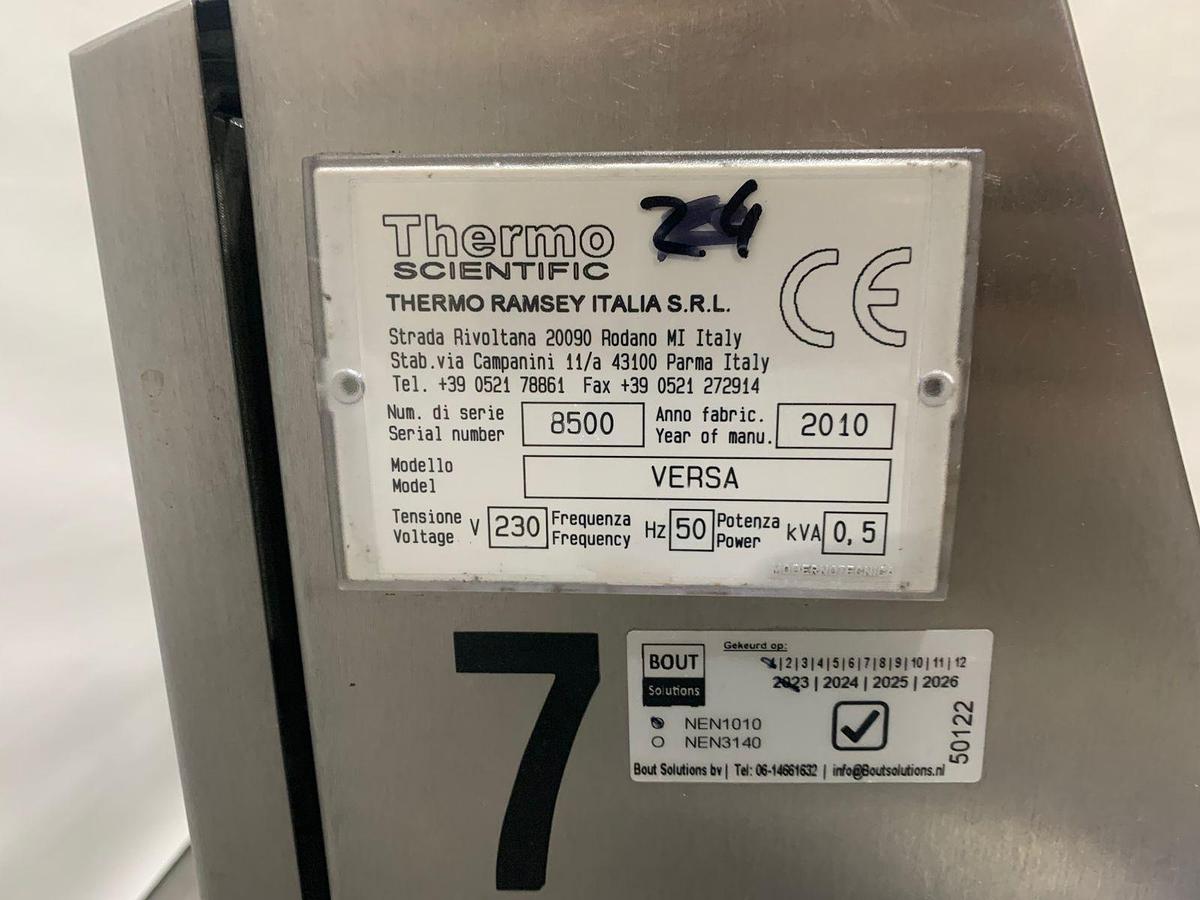 Thermo
SCIENTIFIC
24
CE
THERMO RAMSEY ITALIA S.R.L.
Strada Rivoltana 20090 Rodano MI Italy
Stab.via Campanini 11/a 43100 Parma Italy
Tel. +39 0521 78861 Fax +39 0521 272914
Num. di serie
Serial number
8500
Anno fabric.
Year of manu.
2010
Modello
Model
VERSA
Tensione
Voltage
V 230
Frequenza
Frequency
Hz 50
Potenza
Power
kVA 0,5
MODERNOTECNICA
7
BOUT
Solutions
Gekeurd op:
1|2|3|4|5|6|7|8|9|10|11|12
2023 | 2024 | 2025 | 2026
NEN1010
NEN3140
50122
Bout Solutions bv | Tel: 06-14661632 | info@Boutsolutions.nl